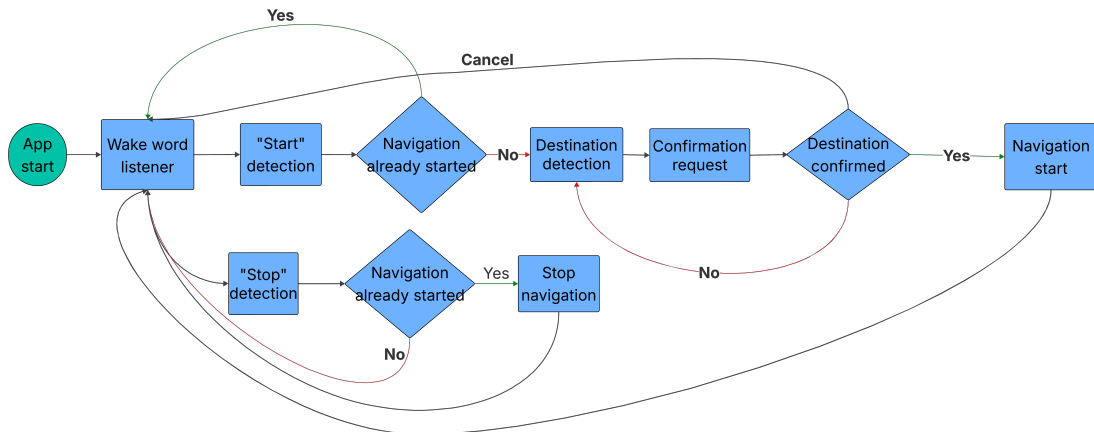 Yes
Cancel
App
start
Wake word
listener
"Start"
detection
Navigation
already started
No
Destination
detection
Confirmation
request
Destination
confirmed
Yes
Navigation
start
"Stop"
detection
Navigation
already started
Yes
Stop
navigation
No
No